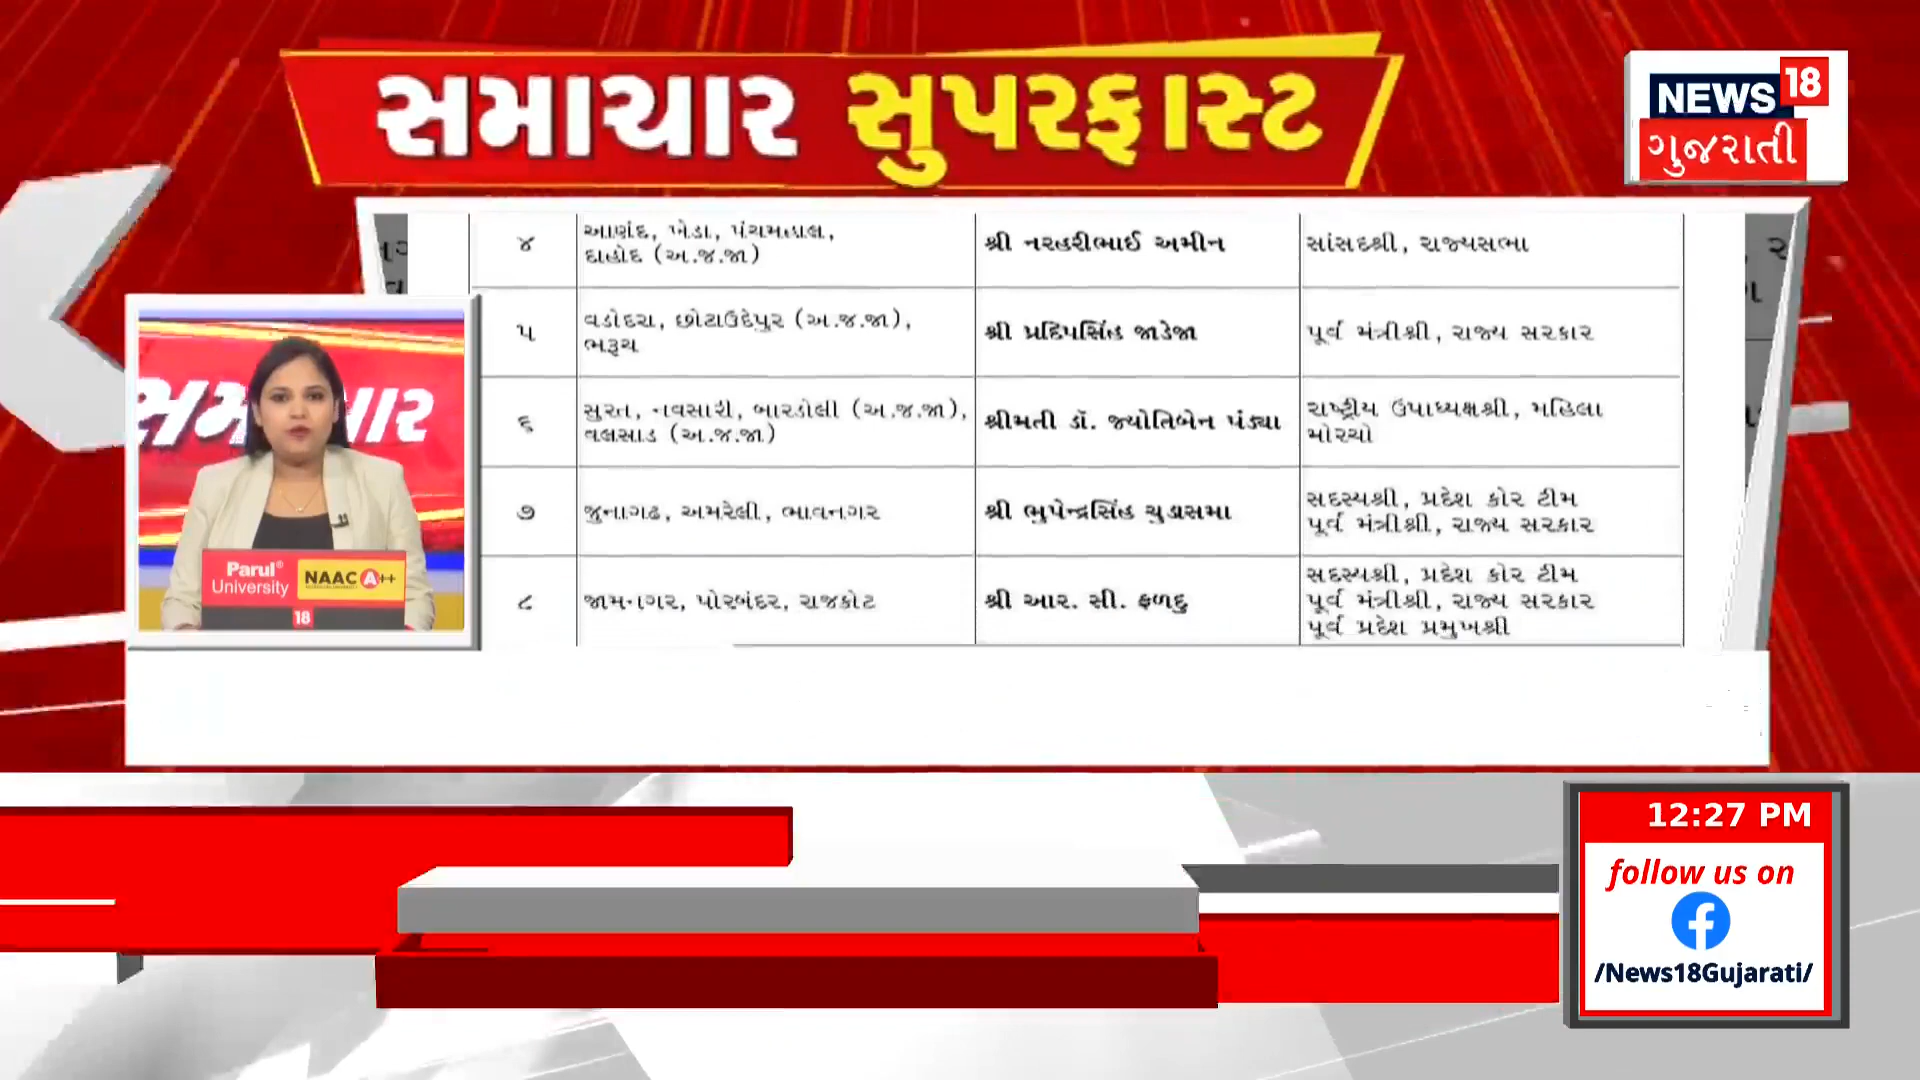 સમાચાર સુપરફાસ્ટ
NEWS 18
ગુજરાતી
૪
આણંદ, ખેડા, પંચમહાલ,
દાહોદ (અ.જ.જા)
શ્રી નરહરીભાઈ અમીન
સાંસદશ્રી, રાજ્યસભા
૫
વડોદરા, છોટાઉદેપુર (અ.જ.જા),
ભરૂચ
શ્રી પ્રદિપસિંહ જાડેજા
પૂર્વ મંત્રીશ્રી, રાજ્ય સરકાર
૬
સુરત, નવસારી, બારડોલી (અ.જ.જા),
વલસાડ (અ.જ.જા)
શ્રીમતી ડૉ. જ્યોતિબેન પંડ્યા
રાષ્ટ્રીય ઉપાધ્યક્ષશ્રી, મહિલા
મોરચો
૭
જુનાગઢ, અમરેલી, ભાવનગર
શ્રી ભુપેન્દ્રસિંહ ચુડાસમા
સદસ્યશ્રી, પ્રદેશ કોર ટીમ
પૂર્વ મંત્રીશ્રી, રાજ્ય સરકાર
૮
જામનગર, પોરબંદર, રાજકોટ
શ્રી આર. સી. ફળદુ
સદસ્યશ્રી, પ્રદેશ કોર ટીમ
પૂર્વ મંત્રીશ્રી, રાજ્ય સરકાર
પૂર્વ પ્રદેશ પ્રમુખશ્રી
Parul®
University
NAAC A++
18
12:27 PM
follow us on
/News18Gujarati/